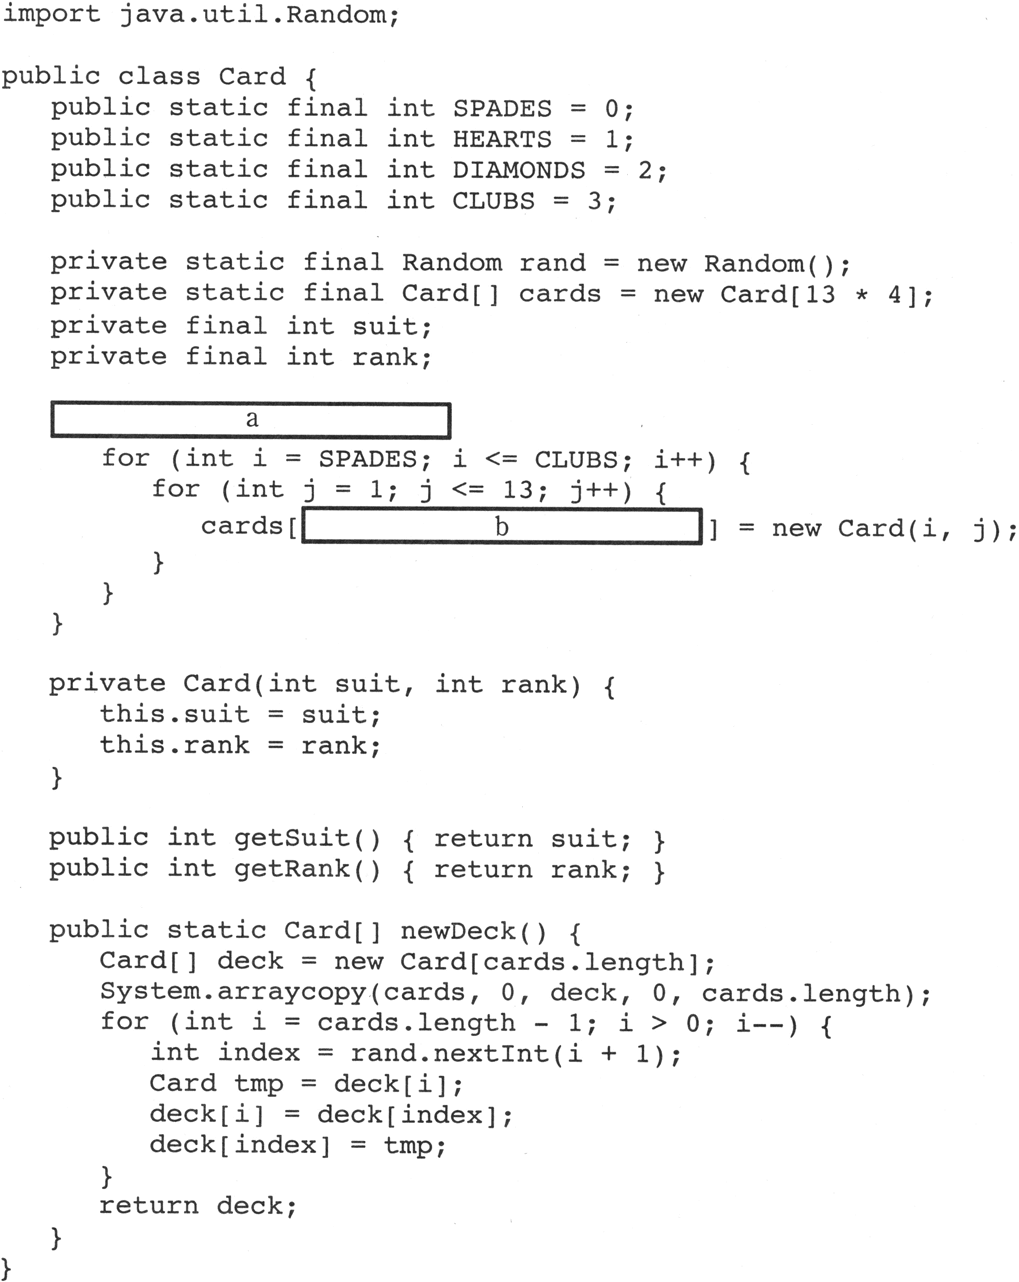 import java.util.Random;
public class Card {
public static final int SPADES = 0;
public static final int HEARTS = 1;
public static final int DIAMONDS = 2;
public static final int CLUBS = 3;
private static final Random rand = new Random();
private static final Card[] cards = new Card[13 * 4];
private final int suit;
private final int rank;
a
for (int i = SPADES; i <= CLUBS; i++) {
for (int j = 1; j <= 13; j++) {
cards[ b ] = new Card(i, j);
}
}
}
private Card(int suit, int rank) {
this.suit = suit;
this.rank = rank;
}
public int getSuit() { return suit; }
public int getRank() { return rank; }
public static Card[] newDeck() {
Card[] deck = new Card[cards.length];
System.arraycopy(cards, 0, deck, 0, cards.length);
for (int i = cards.length - 1; i > 0; i--) {
int index = rand.nextInt(i + 1);
Card tmp = deck[i];
deck[i] = deck[index];
deck[index] = tmp;
}
return deck;
}
}